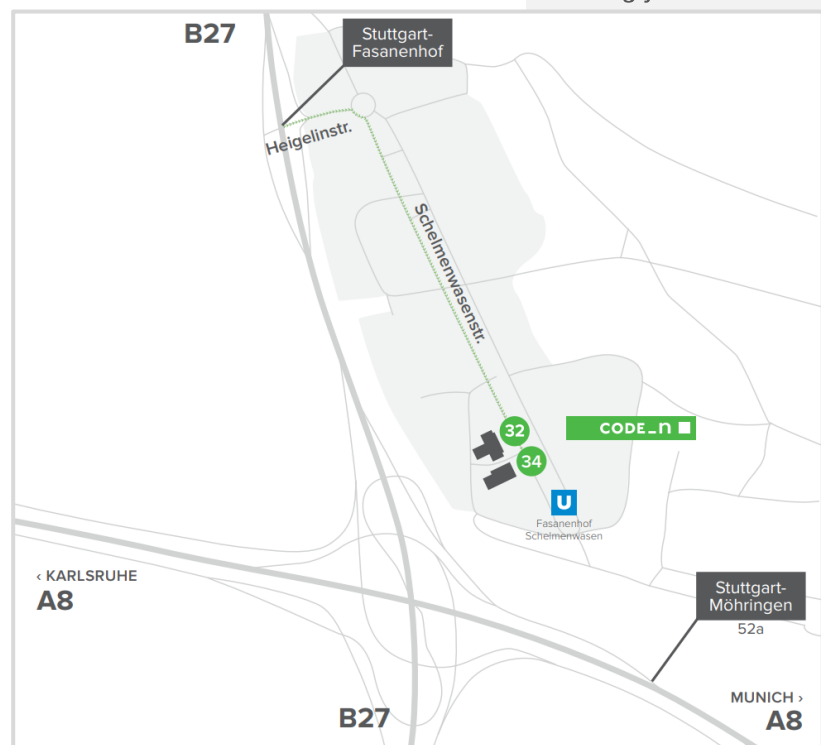 B27
Stuttgart-
Fasanenhof
Heigelinstr.
Schelmenwasenstr.
32
CODE_n
34
U
Fasanenhof
Schelmenwasen
‹ KARLSRUHE
A8
Stuttgart-
Möhringen
52a
MUNICH ›
A8
B27